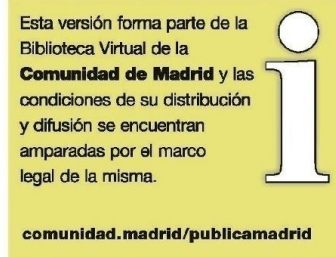 Esta versión forma parte de la
Biblioteca Virtual de la
Comunidad de Madrid y las
condiciones de su distribución
y difusión se encuentran
amparadas por el marco
legal de la misma.
i
comunidad.madrid/publicamadrid